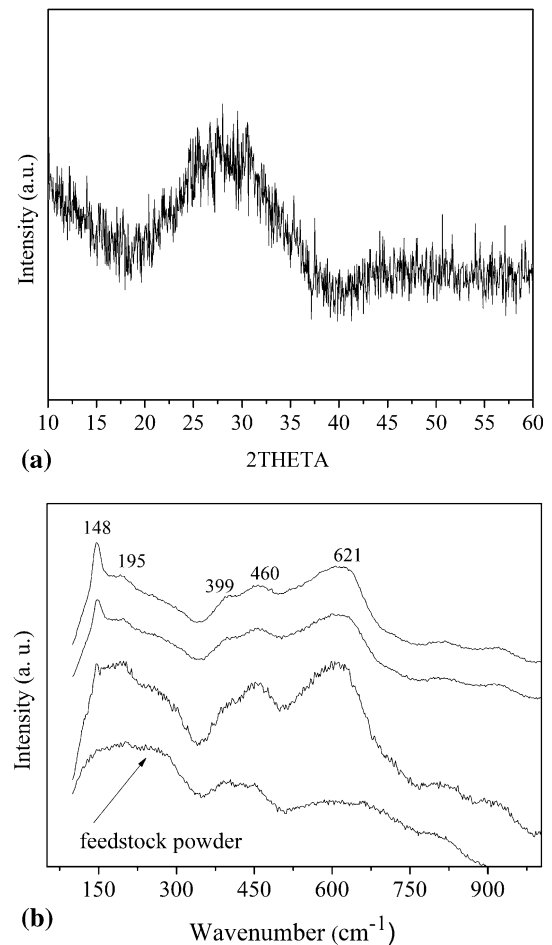 Intensity (a.u.)
10 15 20 25 30 35 40 45 50 55 60
(a)
2THETA
148
195
399
460
621
Intensity (a. u.)
feedstock powder
150 300 450 600 750 900
(b)
Wavenumber (cm-1)